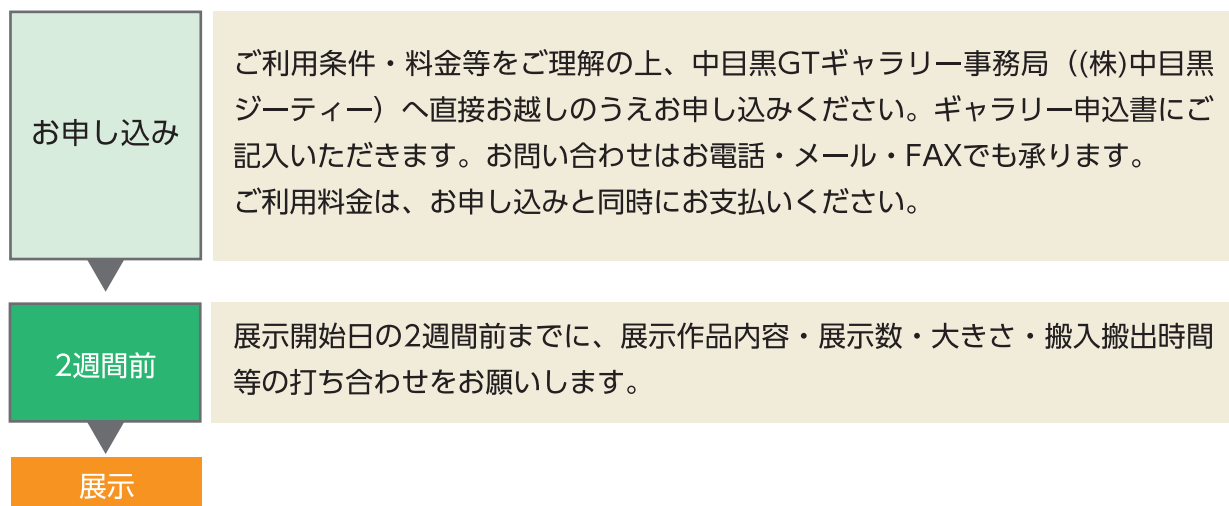 お申し込み
ご利用条件・料金等をご理解の上、中目黒GTギャラリー事務局（(株)中目黒
ジーティー）へ直接お越しのうえお申し込みください。ギャラリー申込書にご
記入いただきます。お問い合わせはお電話・メール・FAXでも承ります。
ご利用料金は、お申し込みと同時にお支払いください。
2週間前
展示開始日の2週間前までに、展示作品内容・展示数・大きさ・搬入搬出時間
等の打ち合わせをお願いします。
展示